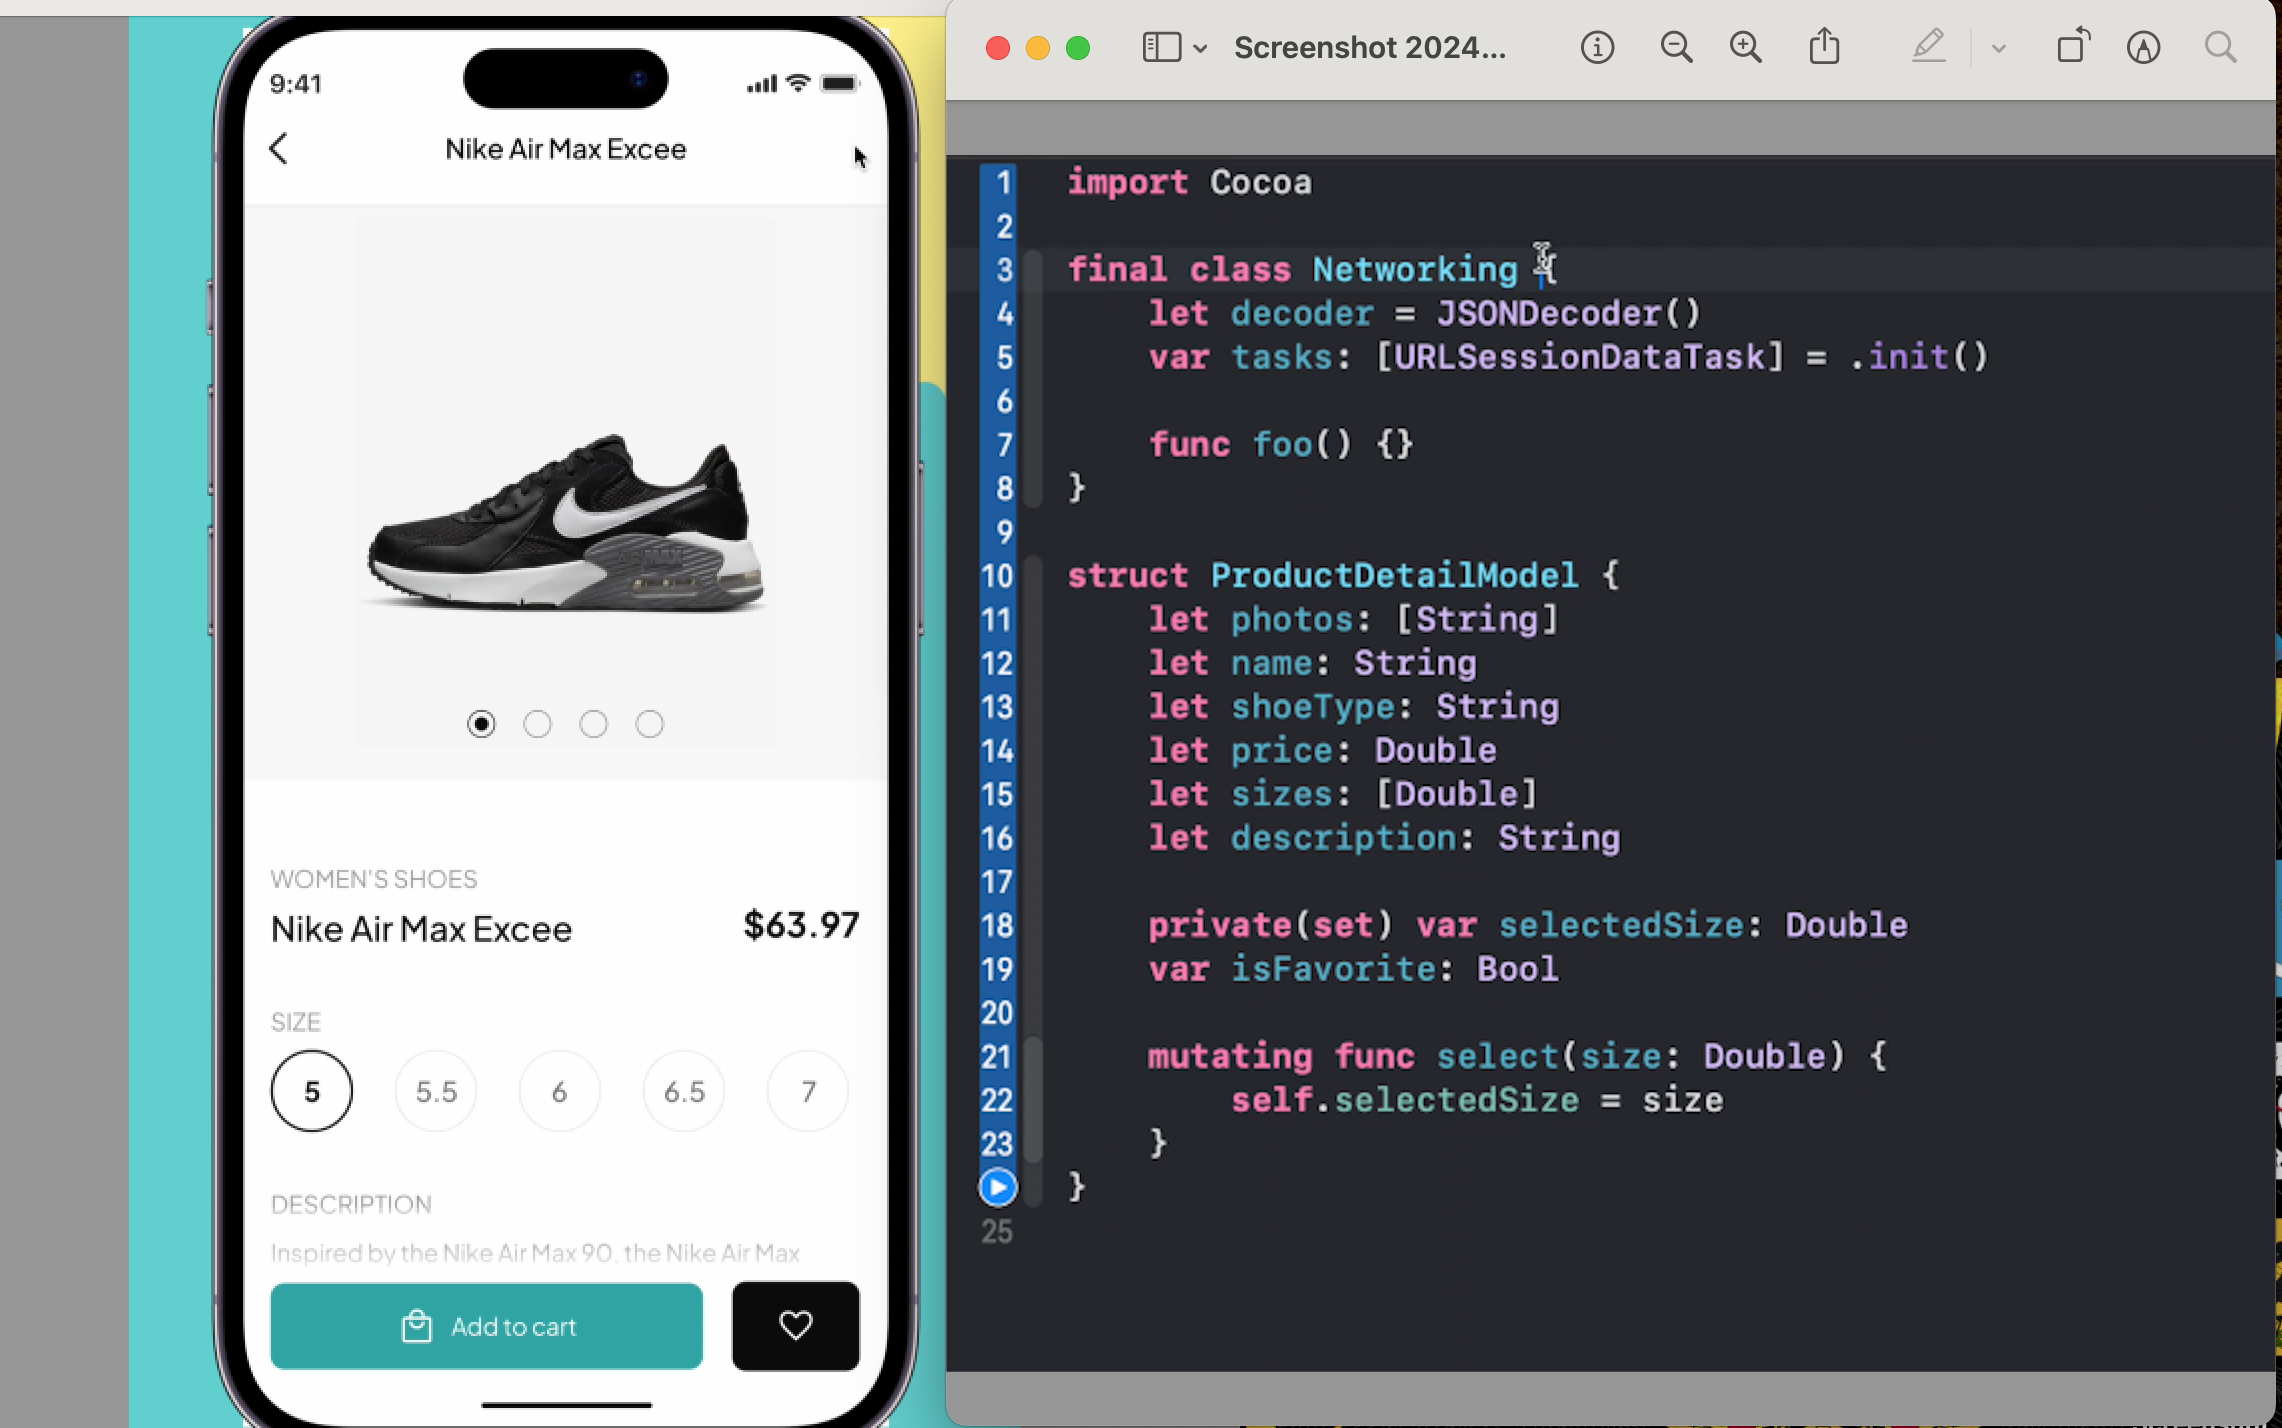 9:41
Nike Air Max Excee
WOMEN'S SHOES
Nike Air Max Excee
$63.97
SIZE
5 5.5 6 6.5 7
DESCRIPTION
Inspired by the Nike Air Max 90, the Nike Air Max
Add to cart
Screenshot 2024...
1 import Cocoa
2
3 final class Networking {
4     let decoder = JSONDecoder()
5     var tasks: [URLSessionDataTask] = .init()
6
7     func foo() {}
8 }
9
10 struct ProductDetailModel {
11     let photos: [String]
12     let name: String
13     let shoeType: String
14     let price: Double
15     let sizes: [Double]
16     let description: String
17
18     private(set) var selectedSize: Double
19     var isFavorite: Bool
20
21     mutating func select(size: Double) {
22         self.selectedSize = size
23     }
}
25